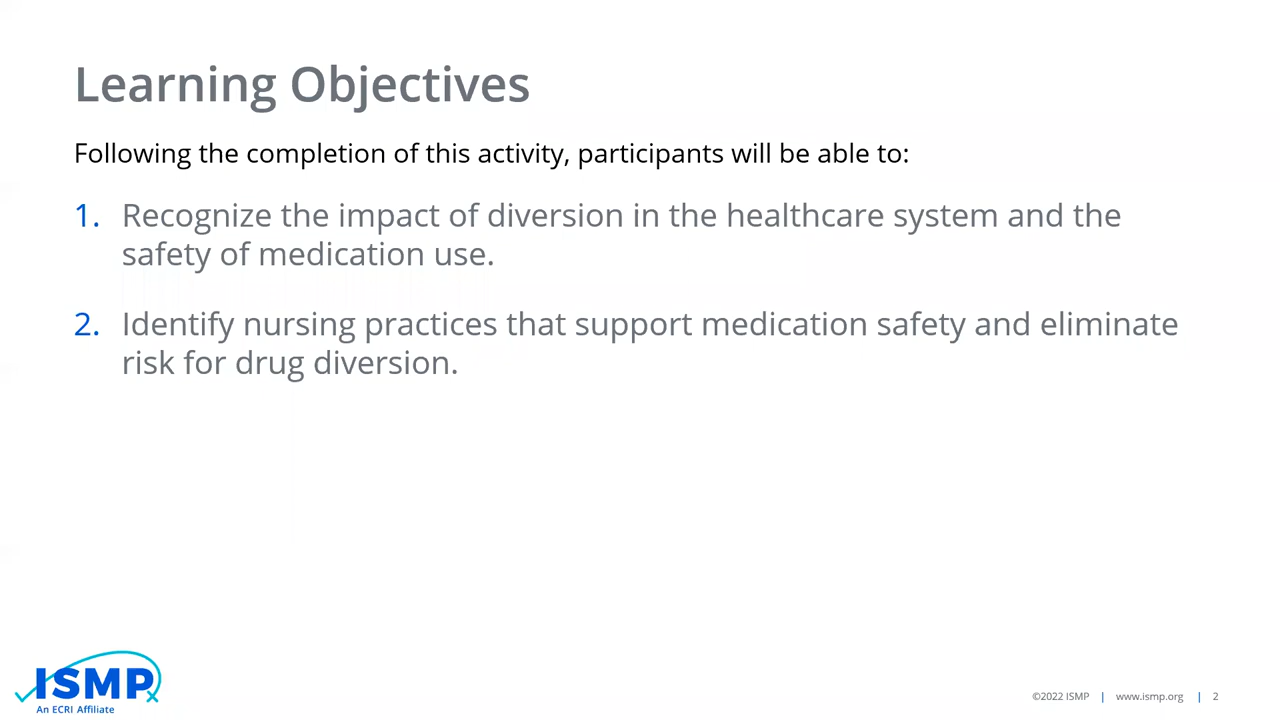 Learning Objectives
Following the completion of this activity, participants will be able to:
1. Recognize the impact of diversion in the healthcare system and the
safety of medication use.
2. Identify nursing practices that support medication safety and eliminate
risk for drug diversion.
ISMP
An ECRI Affiliate
©2022 ISMP | www.ismp.org | 2